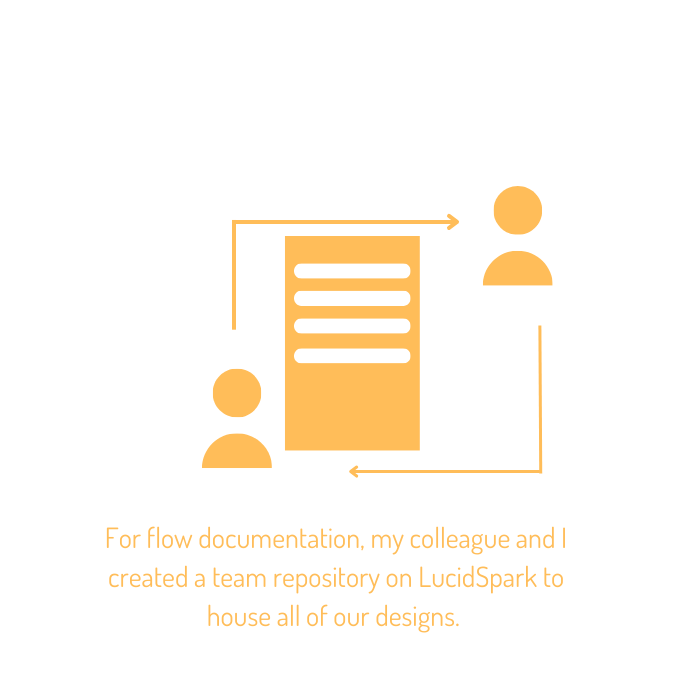 For flow documentation, my colleague and I
created a team repository on LucidSpark to
house all of our designs.